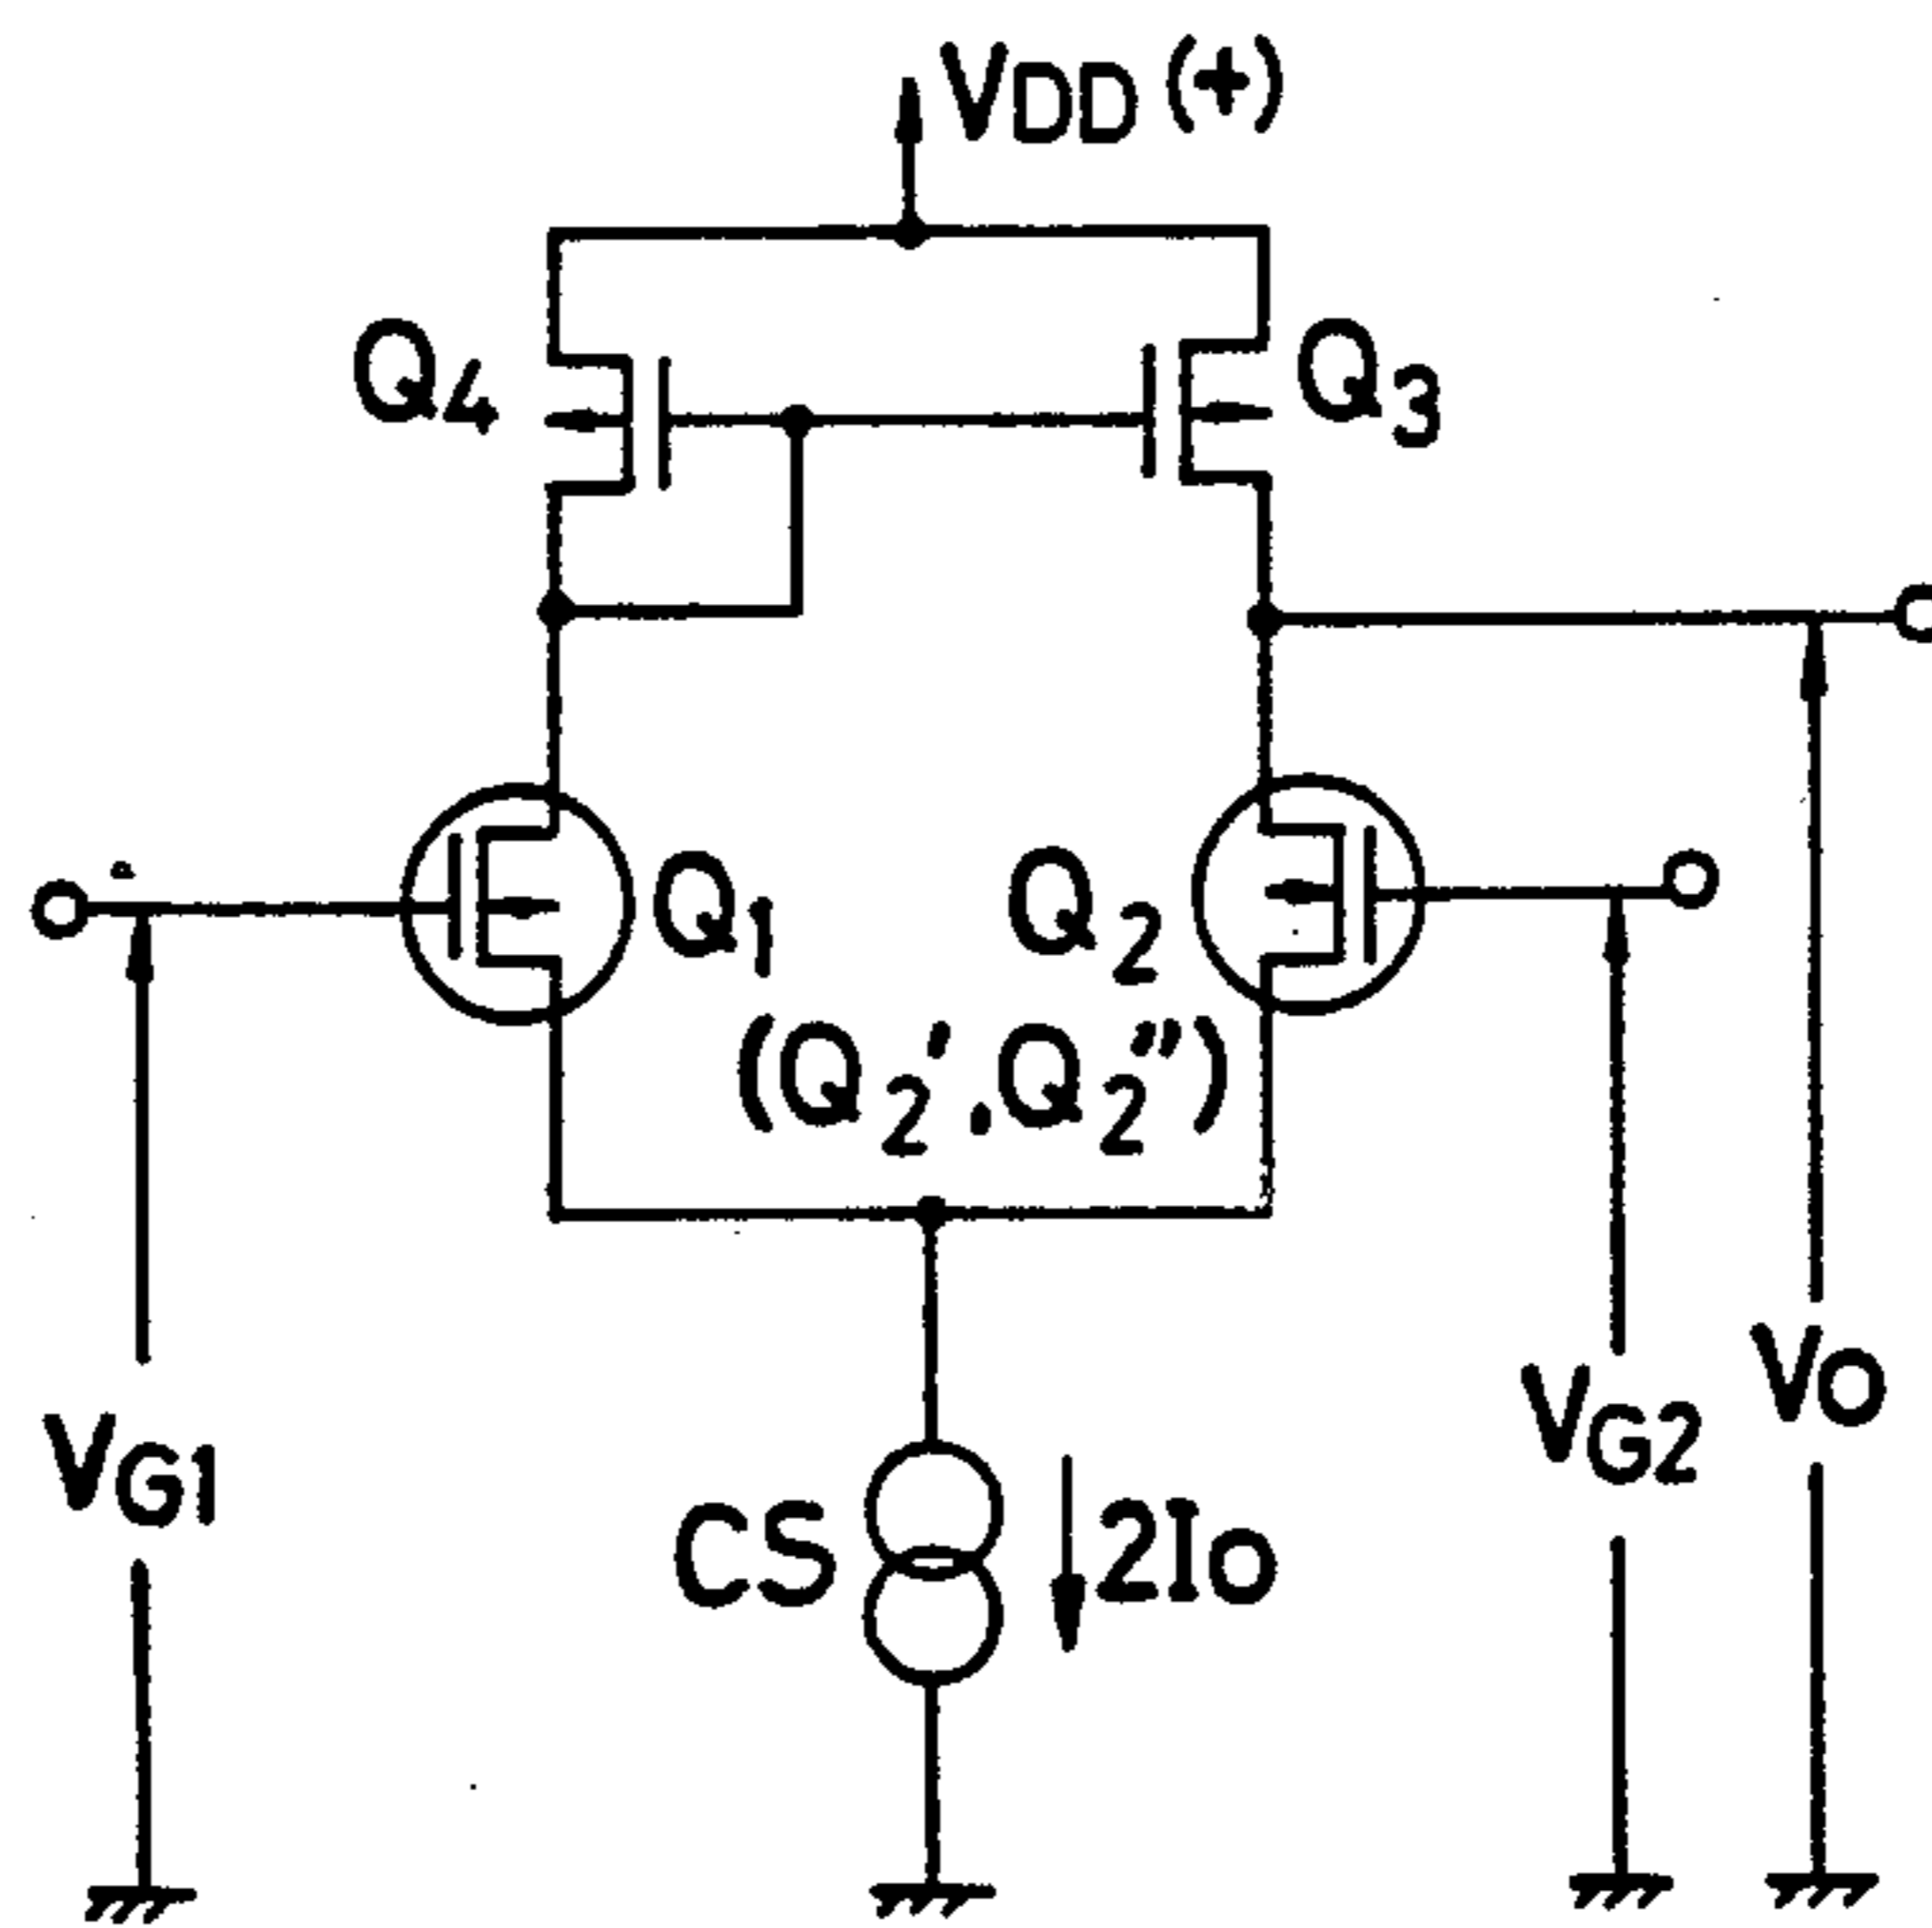 VDD (+)
Q4
Q3
Q1
Q2
(Q2'.Q2")
VG1
VG2
VO
CS
2IO